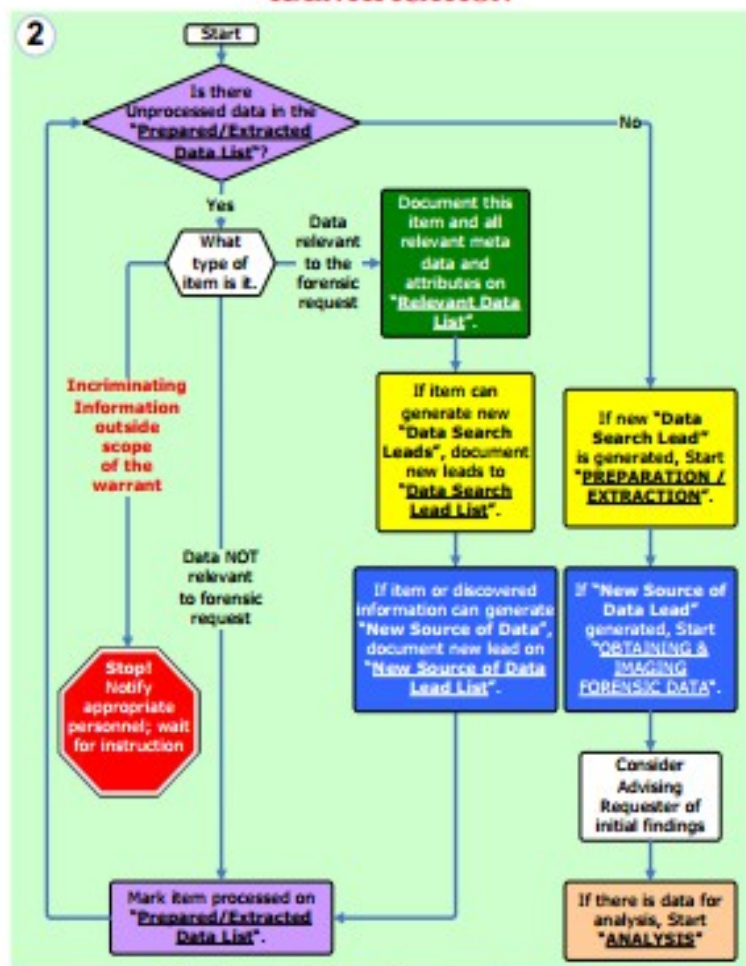 2
Start
Is there
Unprocessed data in the
"Prepared/Extracted
Data List"?
No
Yes
What
type of
item is it.
Data
relevant
to the
forensic
request
Document this
item and all
relevant meta
data and
attributes on
"Relevant Data
List".
Incriminating
Information
outside
scope
of the
warrant
If item can
generate new
"Data Search
Leads", document
new leads to
"Data Search
Lead List".
If new "Data
Search Lead"
is generated, Start
"PREPARATION /
EXTRACTION".
Data NOT
relevant
to forensic
request
If item or discovered
information can generate
"New Source of Data",
document new lead on
"New Source of Data
Lead List".
If "New Source of
Data Lead"
generated, Start
"OBTAINING &
IMAGING
FORENSIC DATA".
Stop!
Notify
appropriate
personnel; wait
for instruction
Consider
Advising
Requester of
initial findings
Mark item processed on
"Prepared/Extracted
Data List".
If there is data for
analysis, Start
"ANALYSIS"